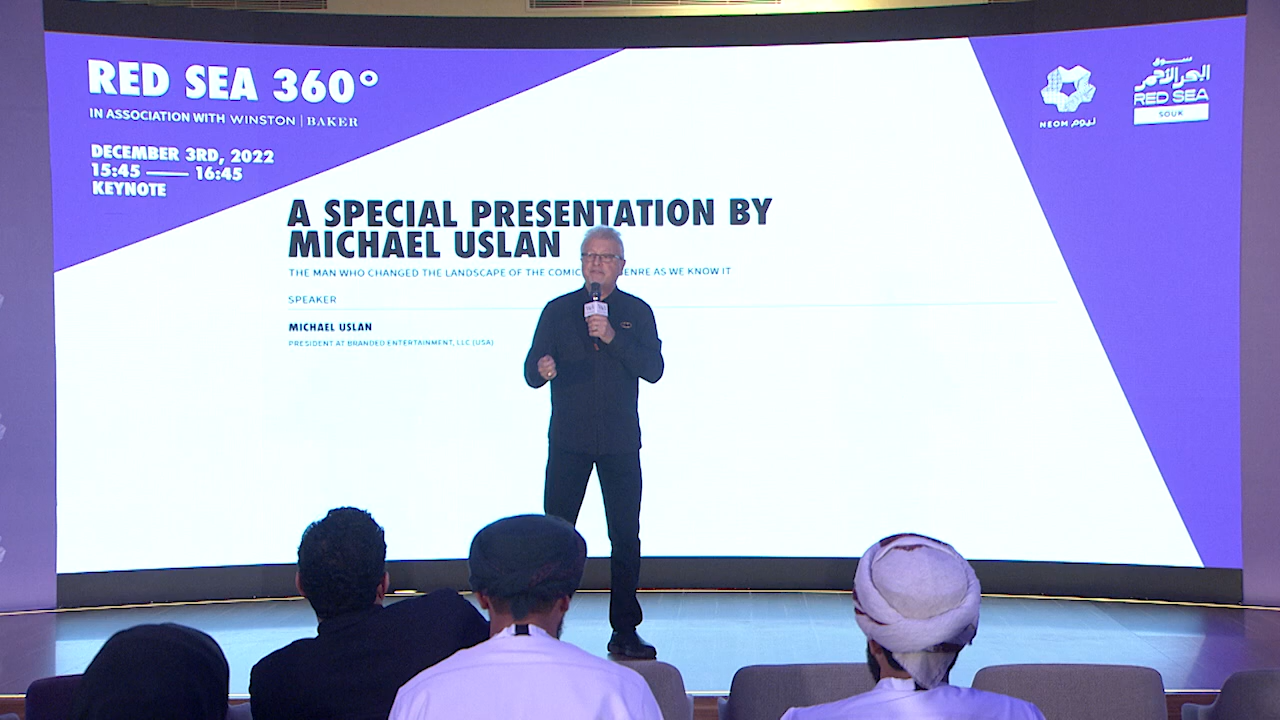 RED SEA 360°
IN ASSOCIATION WITH WINSTON | BAKER
DECEMBER 3RD, 2022
15:45 —— 16:45
KEYNOTE
NEOM نيوم
سوق
البحر الأحمر
RED SEA
SOUK
A SPECIAL PRESENTATION BY
MICHAEL USLAN
THE MAN WHO CHANGED THE LANDSCAPE OF THE COMIC ENRE AS WE KNOW IT
SPEAKER
MICHAEL USLAN
PRESIDENT AT BRANDED ENTERTAINMENT, LLC (USA)